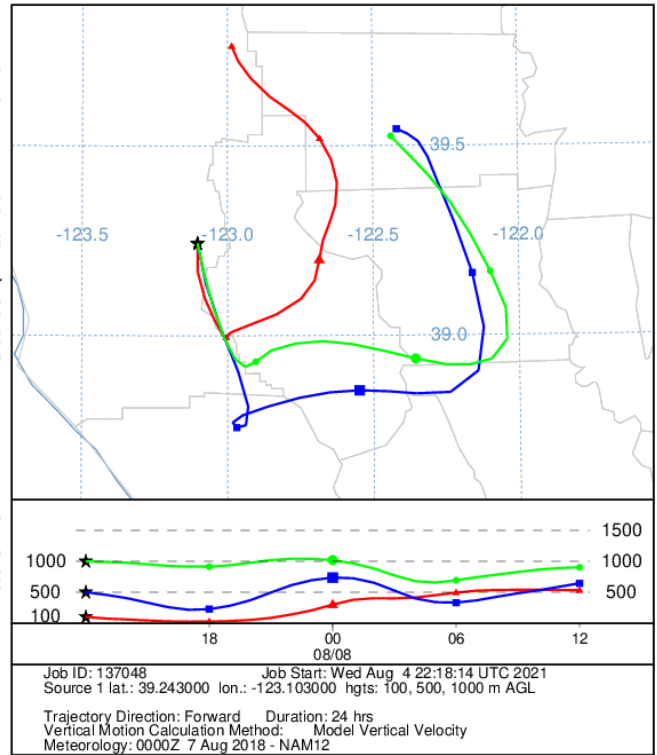 39.5
-123.5 -123.0 -122.5 -122.0
39.0
1500
1000 1000
500 500
100
18 00 06 12
08/08
Job ID: 137048 Job Start: Wed Aug 4 22:18:14 UTC 2021
Source 1 lat.: 39.243000 lon.: -123.103000 hgts: 100, 500, 1000 m AGL
Trajectory Direction: Forward Duration: 24 hrs
Vertical Motion Calculation Method: Model Vertical Velocity
Meteorology: 0000Z 7 Aug 2018 - NAM12